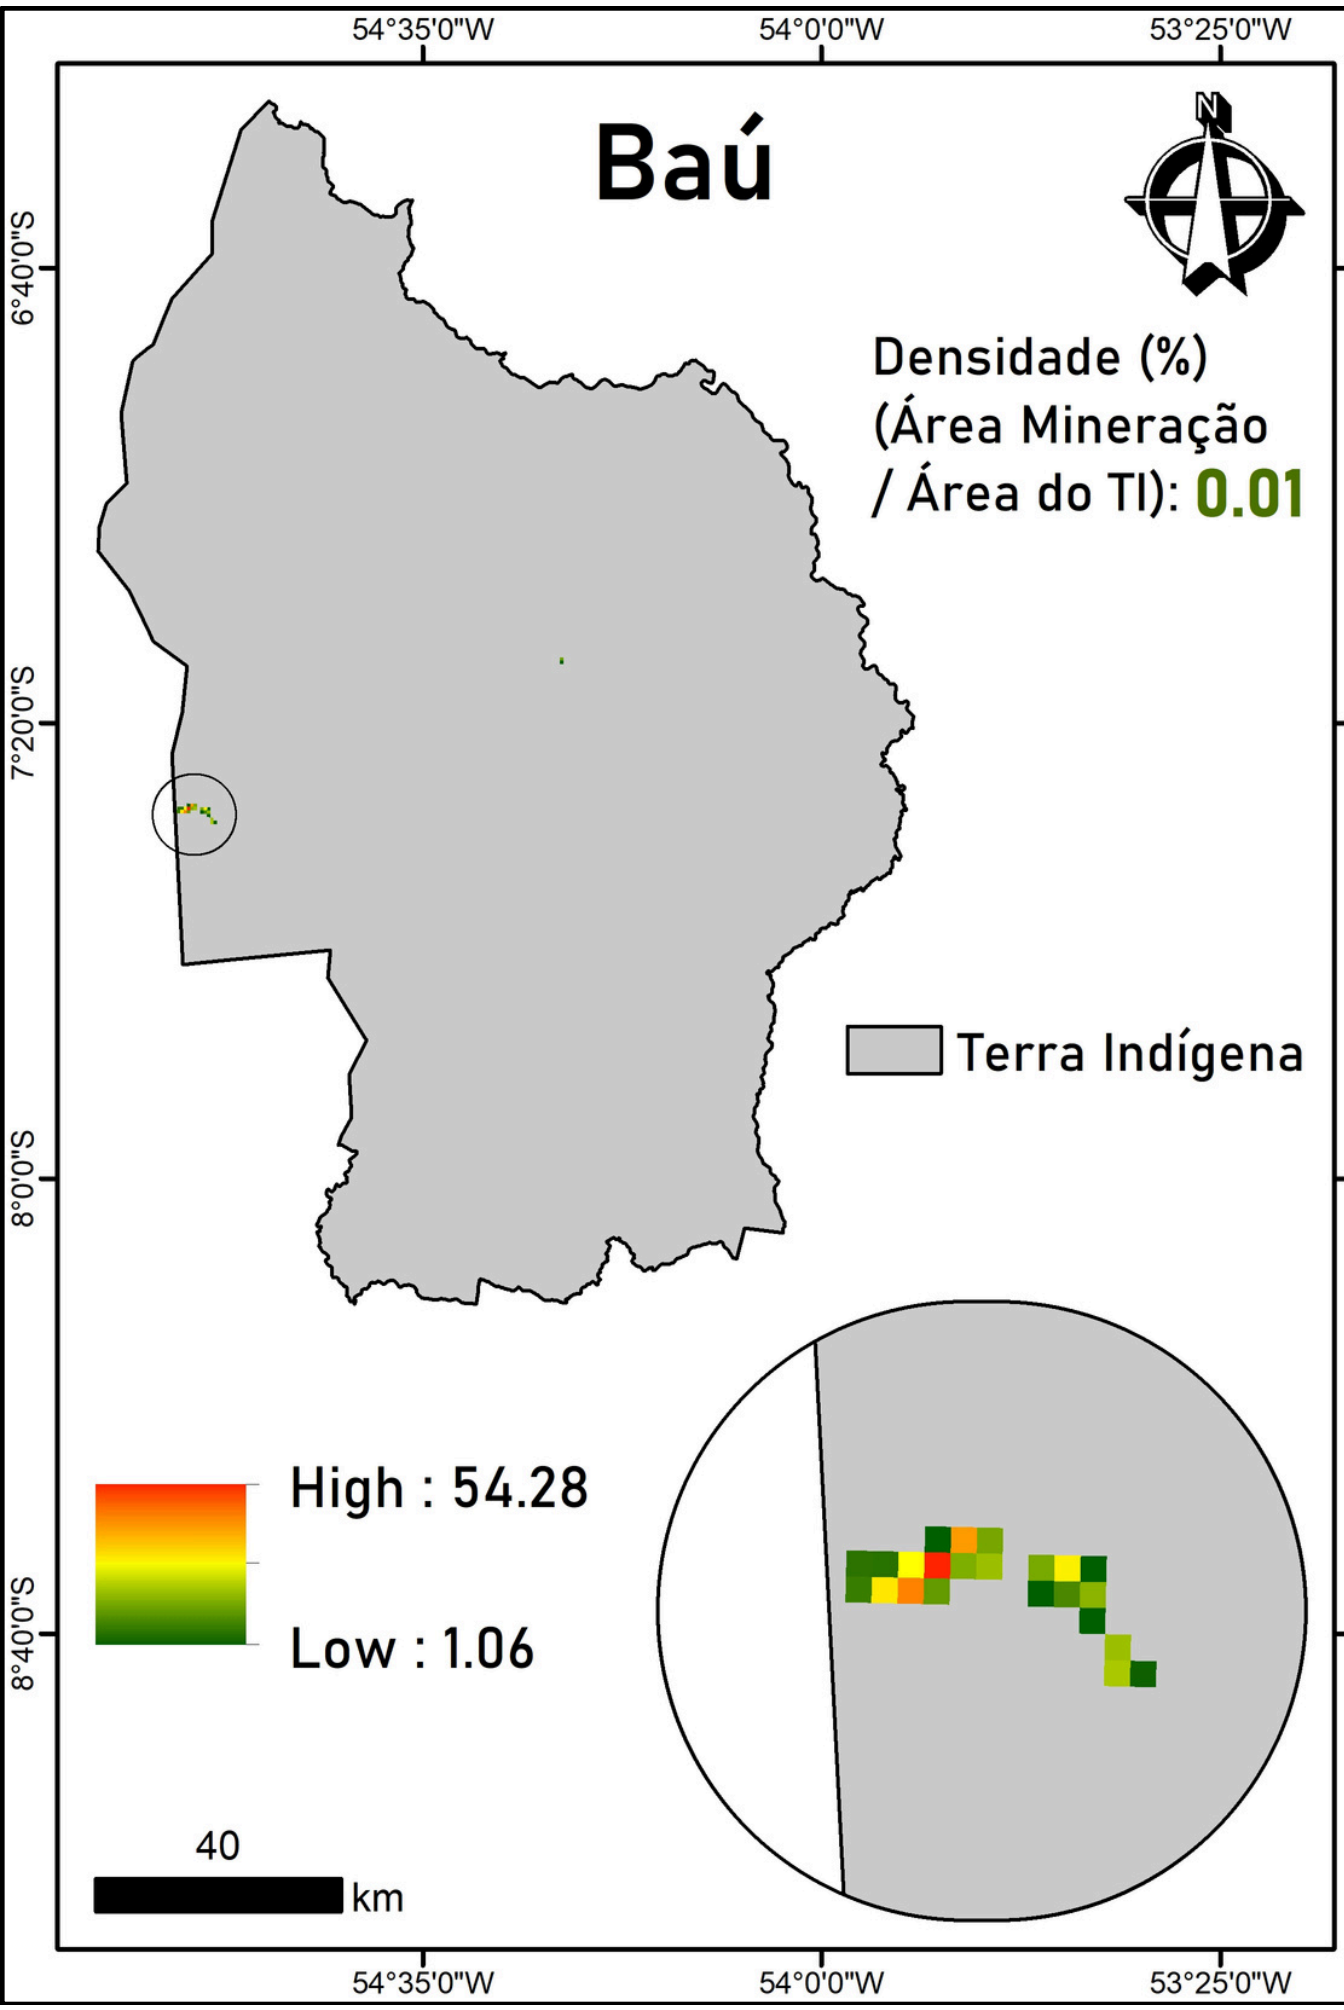 54°35'0"W 54°0'0"W 53°25'0"W
Baú
N
6°40'0"S
Densidade (%)
(Área Mineração
/ Área do TI): 0.01
7°20'0"S
Terra Indígena
8°0'0"S
High : 54.28
Low : 1.06
8°40'0"S
40
km
54°35'0"W 54°0'0"W 53°25'0"W